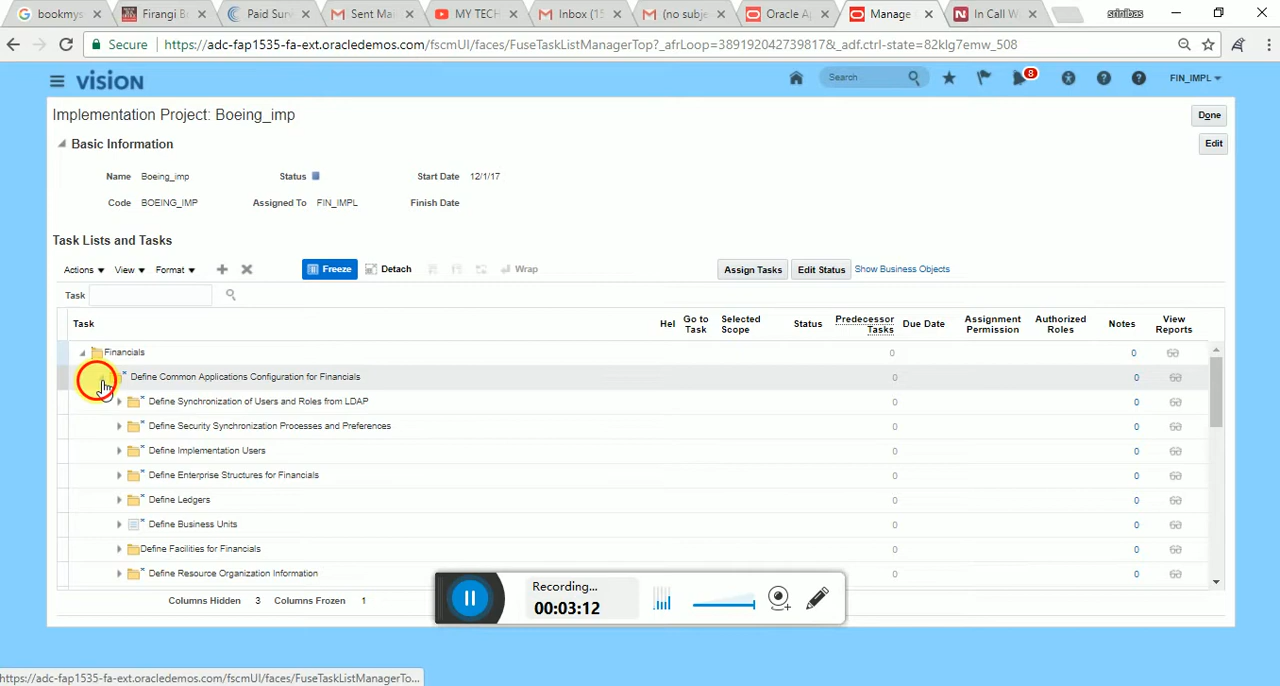 bookmys
Firangi B
Paid Surv
Sent Mai
MY TECH
Inbox (15
(no subje
Oracle Ap
Manage
In Call W
srinibas
Secure
https://adc-fap1535-fa-ext.oracledemos.com/fscmUI/faces/FuseTaskListManagerTop?_afrLoop=38919204273981​7&_adf.ctrl-state=82klg7emw_508
VISION
Search
8
FIN_IMPL
Implementation Project: Boeing_imp
Done
Basic Information
Edit
Name Boeing_imp Status Start Date 12/1/17
Code BOEING_IMP Assigned To FIN_IMPL Finish Date
Task Lists and Tasks
Actions View Format Freeze Detach Wrap Assign Tasks Edit Status Show Business Objects
Task
Task Hel Go to Task Selected Scope Status Predecessor Tasks Due Date Assignment Permission Authorized Roles Notes View Reports
Financials 0 0
Define Common Applications Configuration for Financials 0 0
Define Synchronization of Users and Roles from LDAP 0 0
Define Security Synchronization Processes and Preferences 0 0
Define Implementation Users 0 0
Define Enterprise Structures for Financials 0 0
Define Ledgers 0 0
Define Business Units 0 0
Define Facilities for Financials 0 0
Define Resource Organization Information 0 0
Columns Hidden 3 Columns Frozen 1
Recording...
00:03:12
https://adc-fap1535-fa-ext.oracledemos.com/fscmUI/faces/FuseTaskListManagerTo...